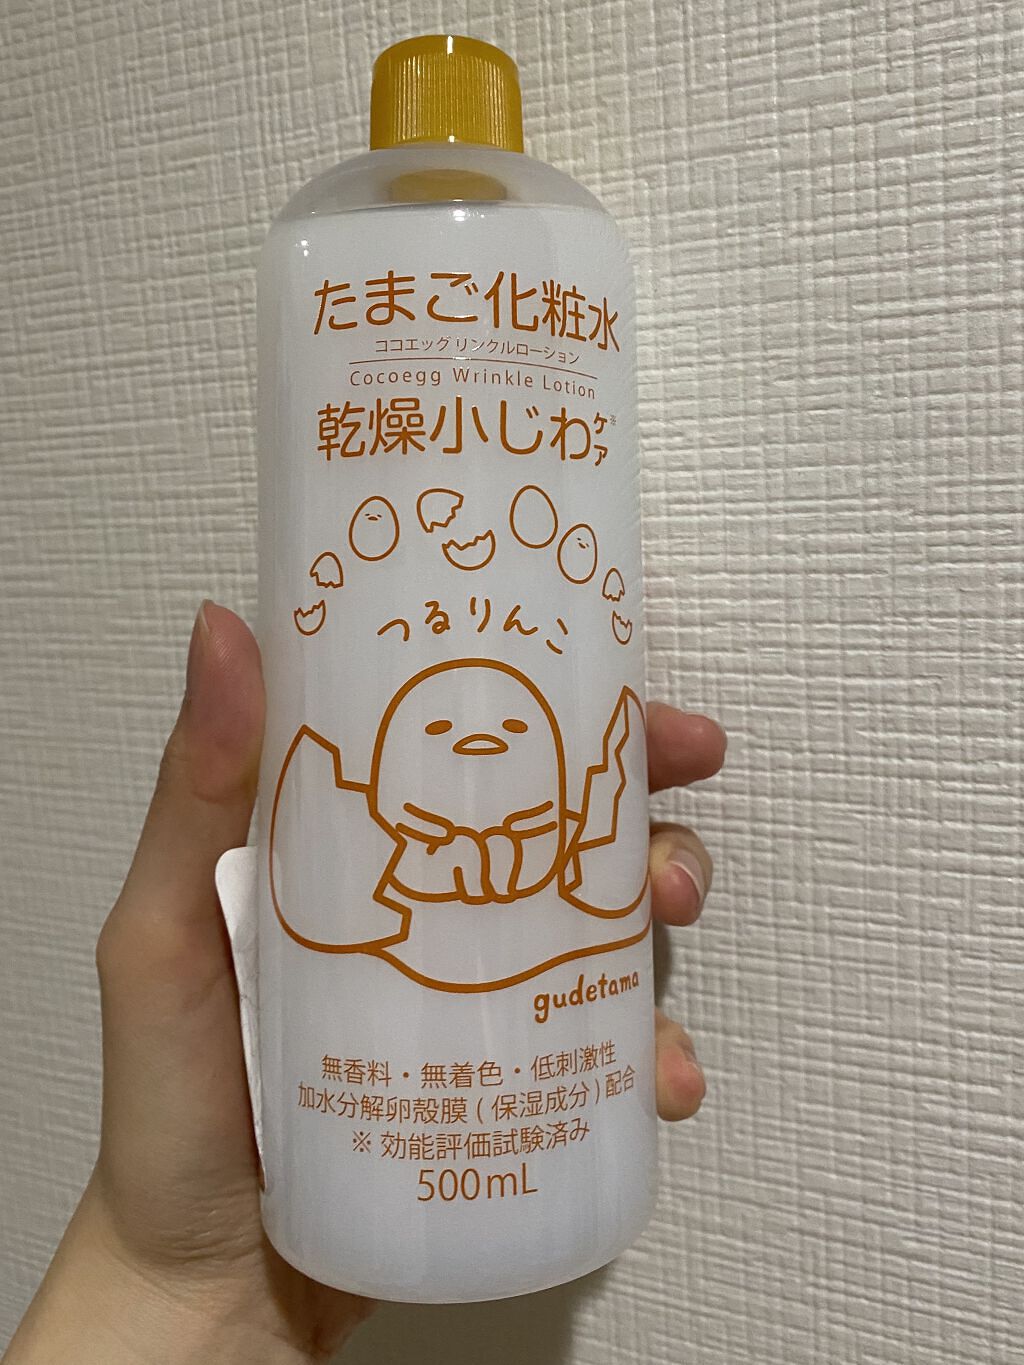 たまご化粧水
ココエッグ リンクルローション
Cocoegg Wrinkle Lotion
乾燥小じわケア※
つるりんこ
gudetama
無香料・無着色・低刺激性
加水分解卵殻膜(保湿成分)配合
※ 効能評価試験済み
500mL